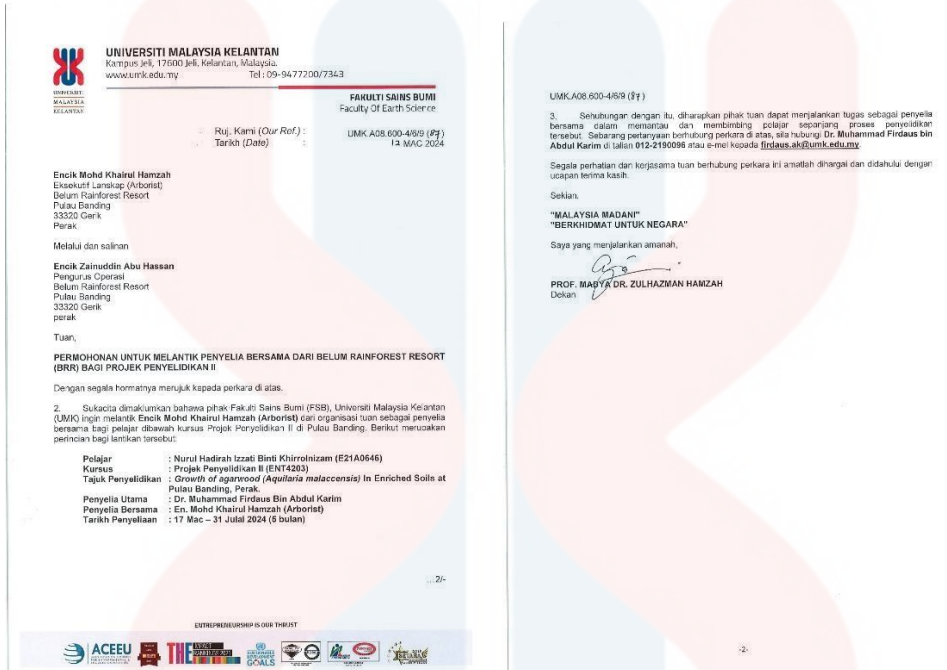 UNIVERSITI MALAYSIA KELANTAN
Kampus Jeli, 17600 Jeli, Kelantan, Malaysia.
www.umk.edu.my Tel : 09-9477200/7343
UNIVERSITI
MALAYSIA
KELANTAN
FAKULTI SAINS BUMI
Faculty Of Earth Science
Ruj. Kami (Our Ref.) : UMK.A08.600-4/6/9 (87)
Tarikh (Date) : 12 MAC 2024
Encik Mohd Khairul Hamzah
Eksekutif Lanskap (Arborist)
Belum Rainforest Resort
Pulau Banding
33320 Gerik
Perak
Melalui dan salinan
Encik Zainuddin Abu Hassan
Pengurus Operasi
Belum Rainforest Resort
Pulau Banding
33320 Gerik
perak
Tuan,
PERMOHONAN UNTUK MELANTIK PENYELIA BERSAMA DARI BELUM RAINFOREST RESORT
(BRR) BAGI PROJEK PENYELIDIKAN II
Dengan segala hormatnya merujuk kepada perkara di atas.
2. Sukacita dimaklumkan bahawa pihak Fakulti Sains Bumi (FSB), Universiti Malaysia Kelantan
(UMK) ingin melantik Encik Mohd Khairul Hamzah (Arborist) dari organisasi tuan sebagai penyelia
bersama bagi pelajar dibawah kursus Projek Penyelidikan II di Pulau Banding. Berikut merupakan
perincian bagi lantikan tersebut:
Pelajar : Nurul Hadirah Izzati Binti Khirrolnizam (E21A0646)
Kursus : Projek Penyelidikan II (ENT4203)
Tajuk Penyelidikan : Growth of agarwood (Aquilaria malaccensis) In Enriched Soils at
Pulau Banding, Perak.
Penyelia Utama : Dr. Muhammad Firdaus Bin Abdul Karim
Penyelia Bersama : En. Mohd Khairul Hamzah (Arborist)
Tarikh Penyeliaan : 17 Mac – 31 Julai 2024 (5 bulan)
...2/-
ENTREPRENEURSHIP IS OUR THRUST
ACEEU
THE IMPACT
GOALS
UMK.A08.600-4/6/9 (87)
3. Sehubungan dengan itu, diharapkan pihak tuan dapat menjalankan tugas sebagai penyelia
bersama dalam memantau dan membimbing pelajar sepanjang proses penyelidikan
tersebut. Sebarang pertanyaan berhubung perkara di atas, sila hubungi Dr. Muhammad Firdaus bin
Abdul Karim di talian 012-2190096 atau e-mel kepada firdaus.ak@umk.edu.my.
Segala perhatian dan kerjasama tuan berhubung perkara ini amatlah dihargai dan didahului dengan
ucapan terima kasih.
Sekian.
"MALAYSIA MADANI"
"BERKHIDMAT UNTUK NEGARA"
Saya yang menjalankan amanah,
PROF. MADYA DR. ZULHAZMAN HAMZAH
Dekan
-2-